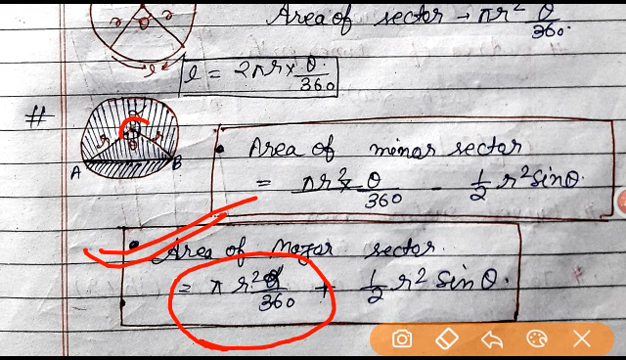 r r
θ
Area of sector → πr² θ/360.
l
l = 2πr × θ/360
#
r r
θ
A B
• Area of minor sector
= πr² × θ/360 - 1/2 r² sinθ.
• Area of Major sector.
= πr² θ/360 + 1/2 r² Sinθ.